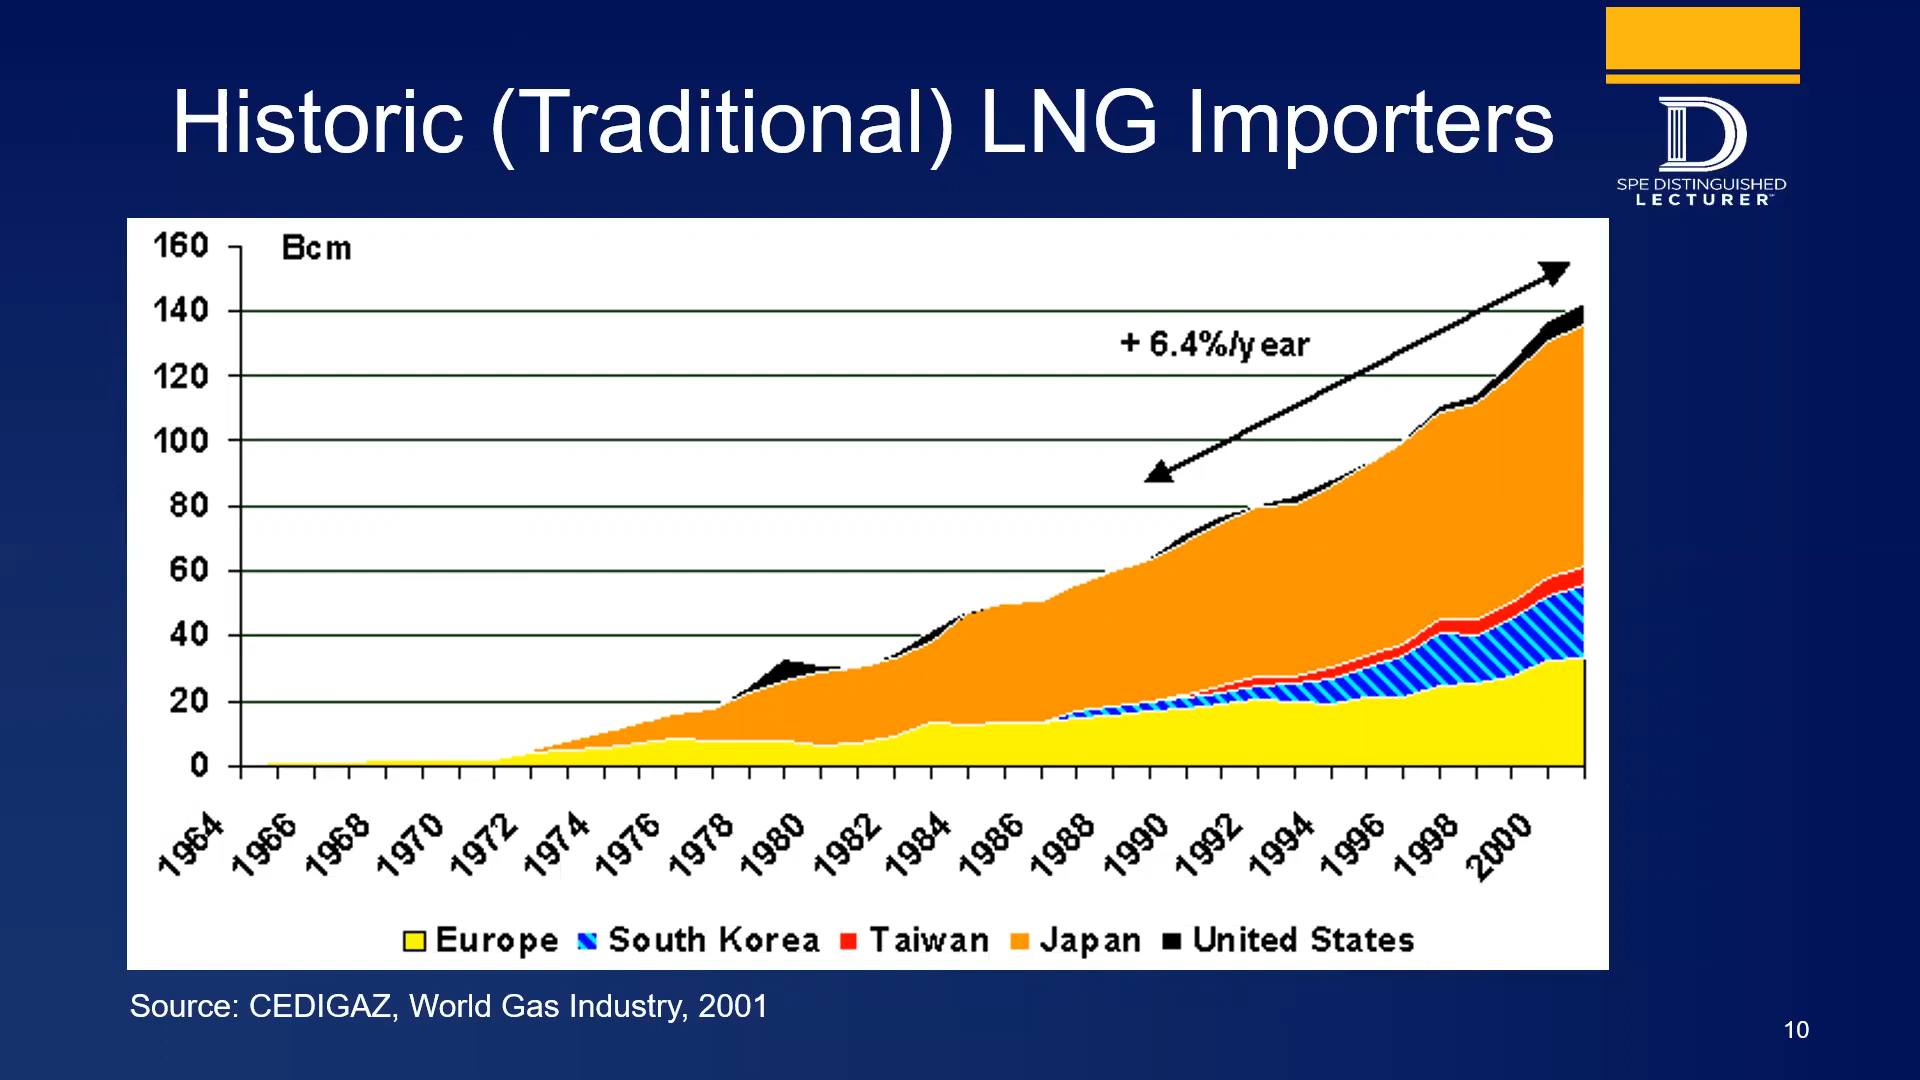 Historic (Traditional) LNG Importers
SPE DISTINGUISHED
LECTURER™
160
Bcm
140
+ 6.4%/year
120
100
80
60
40
20
0
1964 1966 1968 1970 1972 1974 1976 1978 1980 1982 1984 1986 1988 1990 1992 1994 1996 1998 2000
Europe South Korea Taiwan Japan United States
Source: CEDIGAZ, World Gas Industry, 2001
10